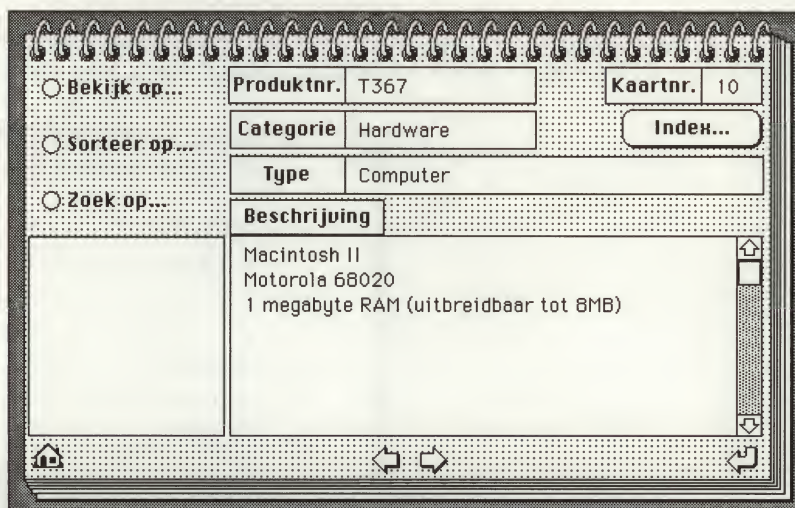 Bekijk op...
Sorteer op...
Zoek op...
Produktnr. T367
Kaartnr. 10
Categorie Hardware
Index...
Type Computer
Beschrijving
Macintosh II
Motorola 68020
1 megabyte RAM (uitbreidbaar tot 8MB)